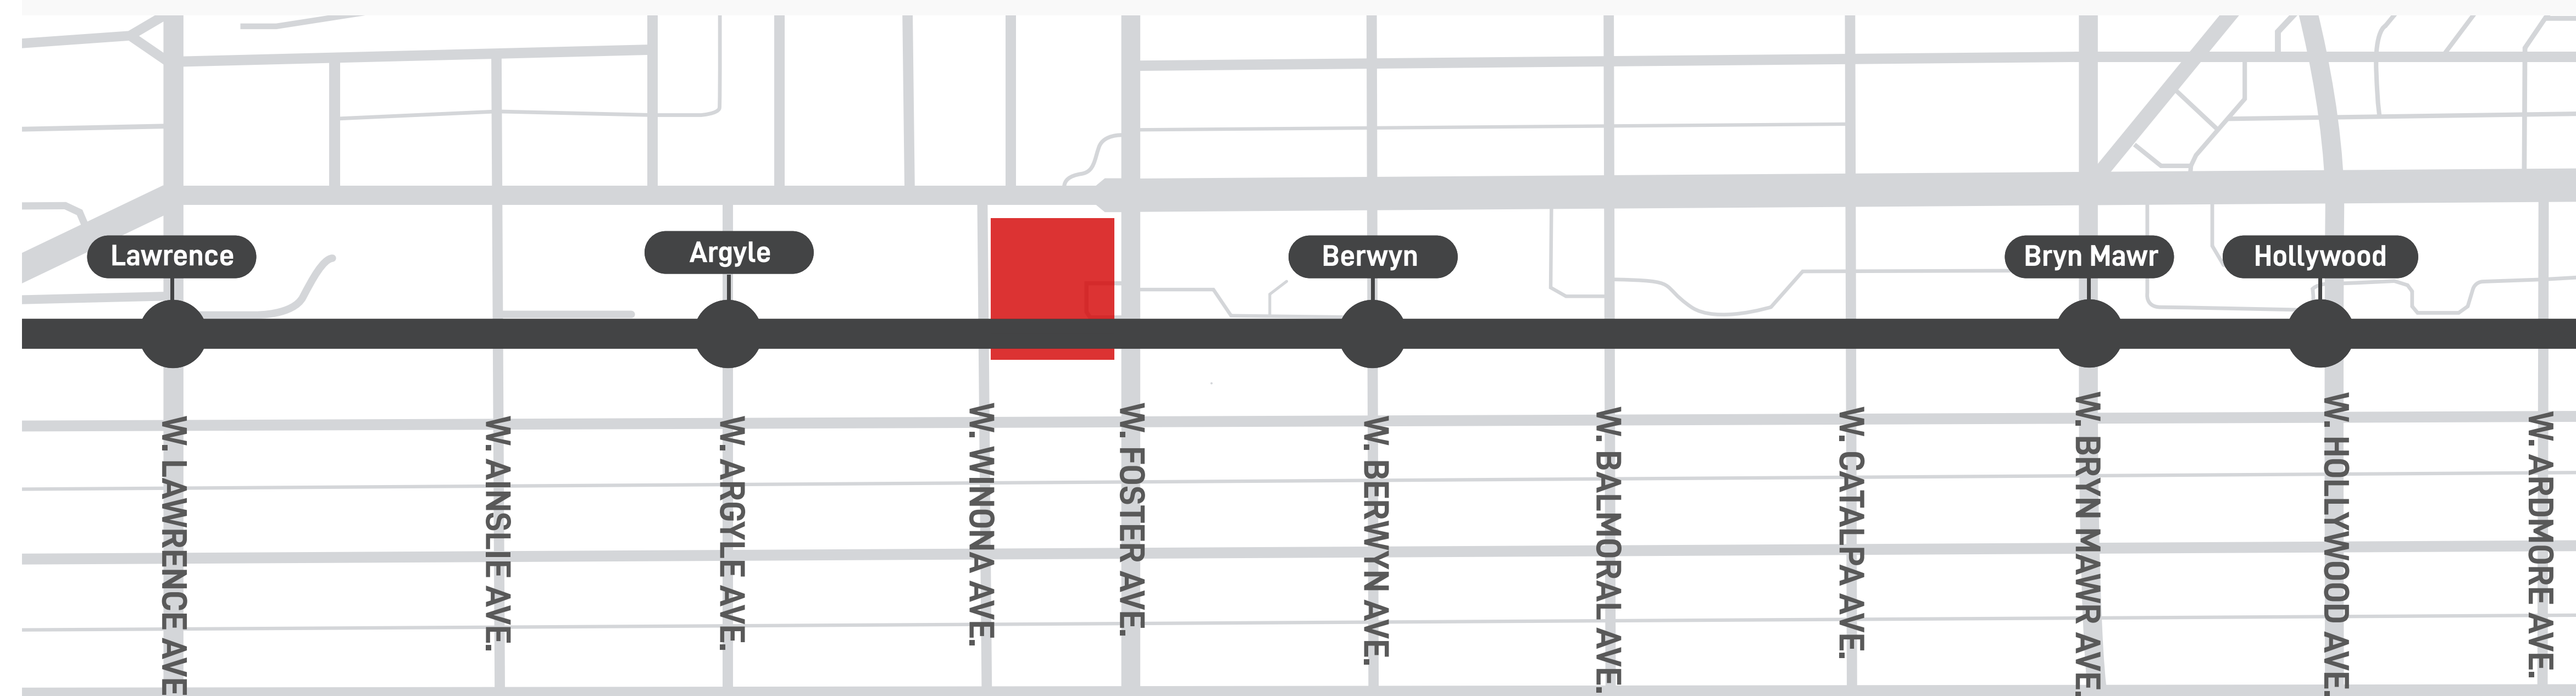 Lawrence
Argyle
Berwyn
Bryn Mawr
Hollywood
W. LAWRENCE AVE.
W. AINSLIE AVE.
W. ARGYLE AVE.
W. WINONA AVE.
W. FOSTER AVE.
W. BERWYN AVE.
W. BALMORAL AVE.
W. CATALPA AVE.
W. BRYN MAWR AVE.
W. HOLLYWOOD AVE.
W. ARDMORE AVE.